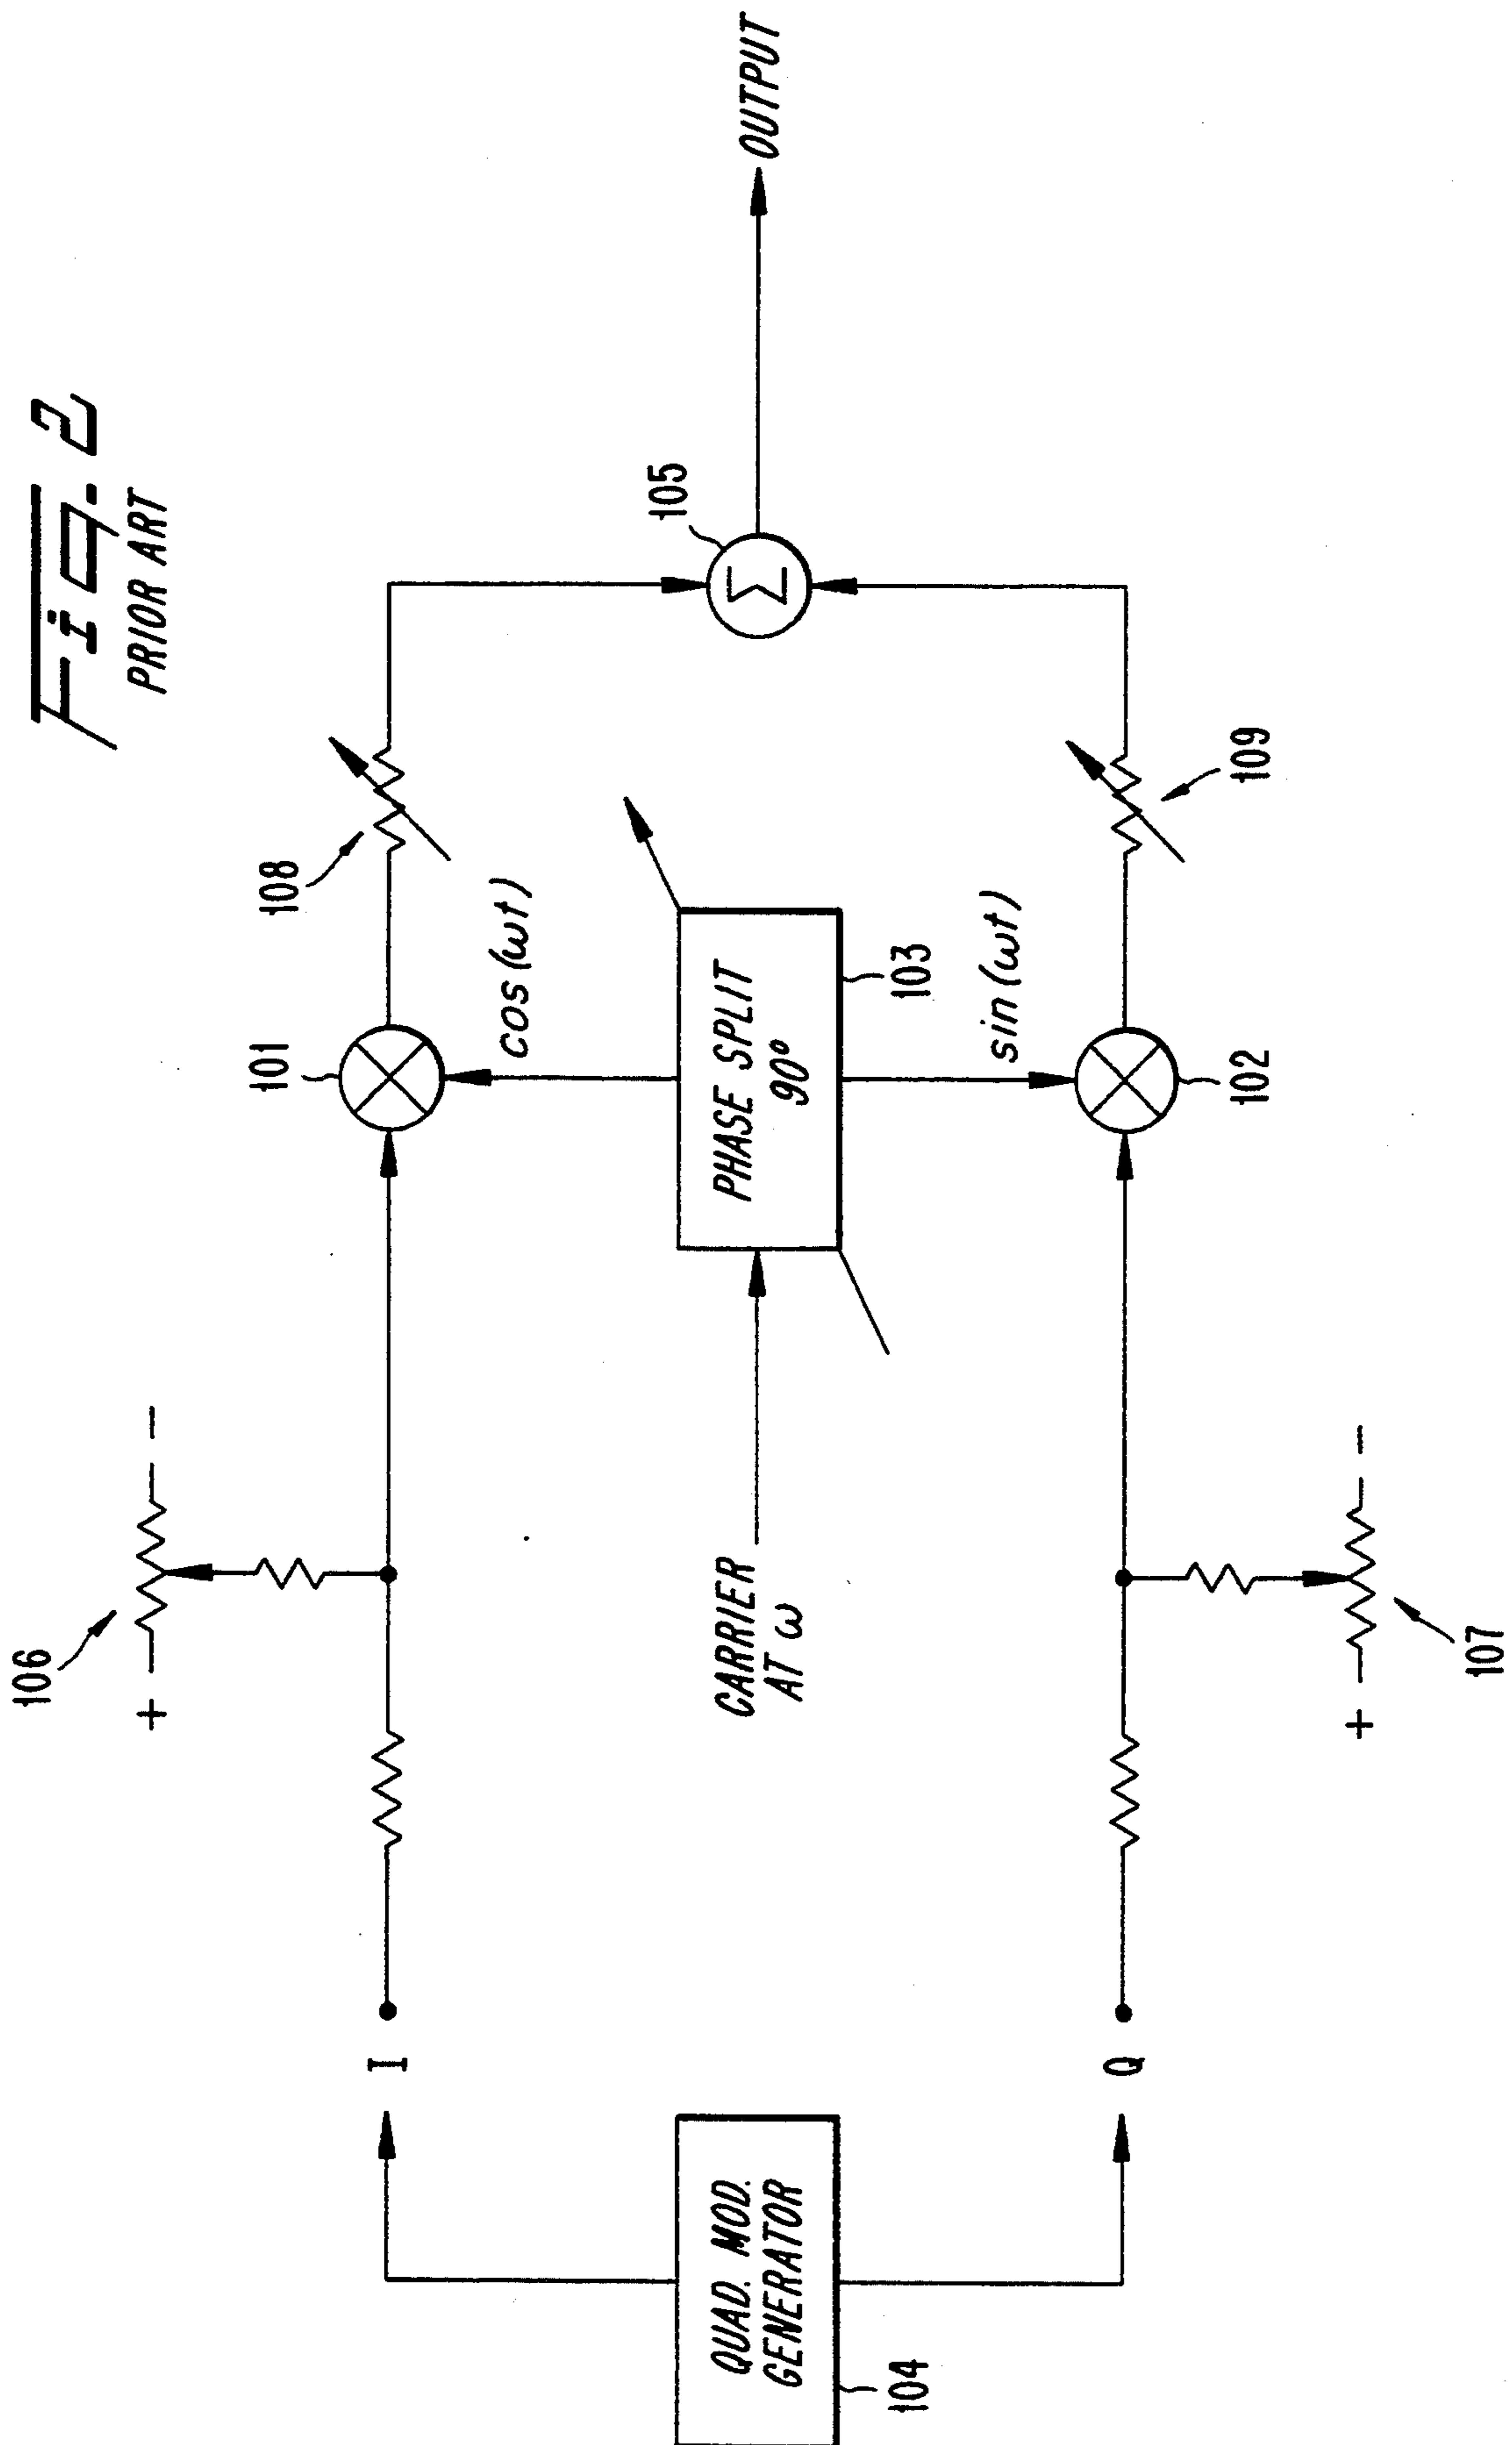 Fig. 2
PRIOR ART
106
+ −
I
101
108
cos(ωt)
QUAD. MOD.
GENERATOR
104
CARRIER
AT ω
PHASE SPLIT
90°
103
105
Σ
OUTPUT
sin(ωt)
Q
102
109
+ −
107